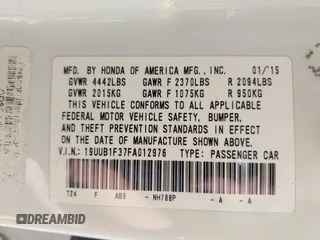 MFD. BY HONDA OF AMERICA MFG., INC. 01/15
GVWR 4442LBS GAWR F 2370LBS R 2094LBS
GVWR 2015KG GAWR F 1075KG R 950KG
THIS VEHICLE CONFORMS TO ALL APPLICABLE
FEDERAL MOTOR VEHICLE SAFETY, BUMPER,
AND THEFT PREVENTION STANDARDS IN EFFECT
ON THE DATE OF MANUFACTURE SHOWN ABOVE.
V.I.N.: 19UUB1F37FA012976 TYPE: PASSENGER CAR
TZ4 F AB9 - NH788P - A - A
DREAMBID